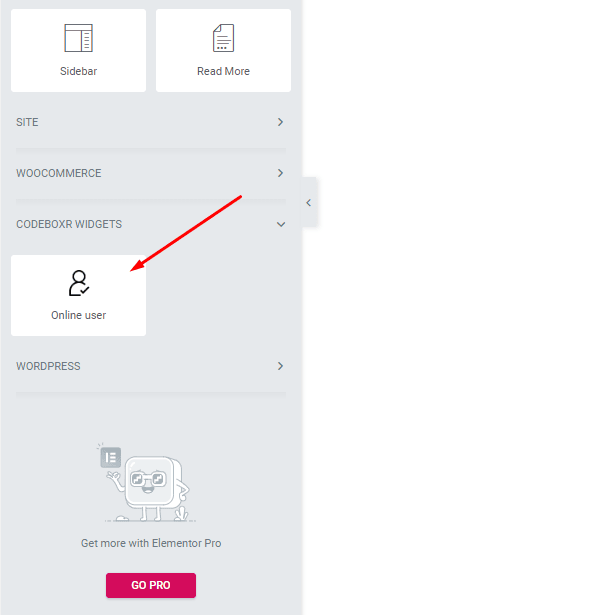 Sidebar
Read More
SITE
WOOCOMMERCE
CODEBOXR WIDGETS
Online user
WORDPRESS
Get more with Elementor Pro
GO PRO